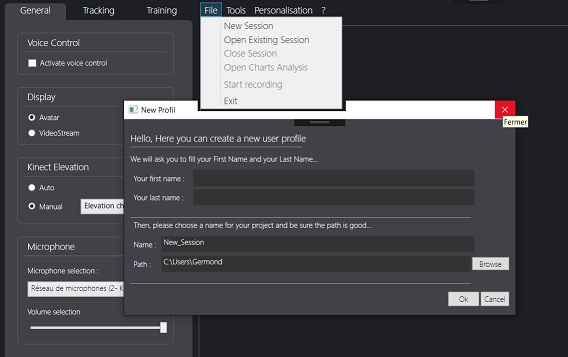 General Tracking Training File Tools Personalisation ?
Voice Control
Activate voice control
Display
Avatar
VideoStream
Kinect Elevation
Auto
Manual Elevation ch
Microphone
Microphone selection :
Réseau de microphones (2- K
Volume selection
New Session
Open Existing Session
Close Session
Open Charts Analysis
Start recording
Exit
New Profil
Fermer
Hello, Here you can create a new user profile
We will ask you to fill your First Name and your Last Name...
Your first name :
Your last name :
Then, please choose a name for your project and be sure the path is good...
Name : New_Session
Path : C:\Users\Germond Browse
Ok Cancel